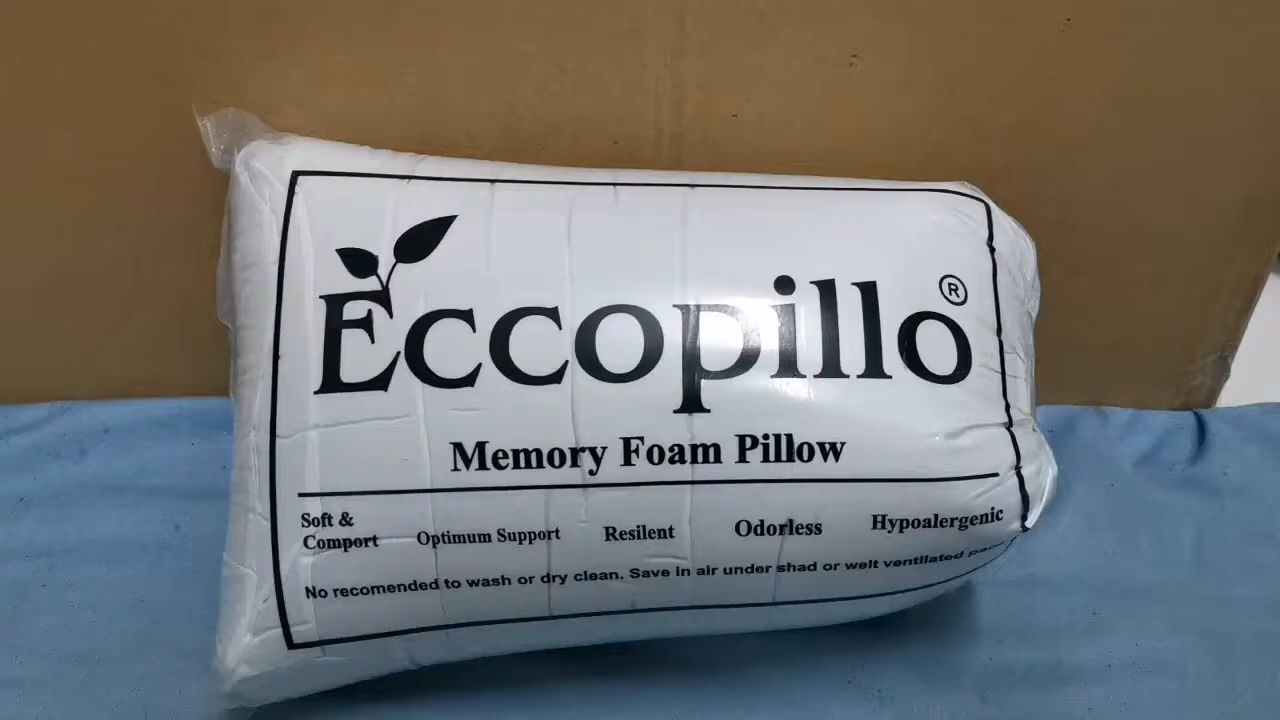 Eccopillo®
Memory Foam Pillow
Soft & Comport Optimum Support Resilent Odorless Hypoalergenic
No recomended to wash or dry clean. Save in air under shad or welt ventilated